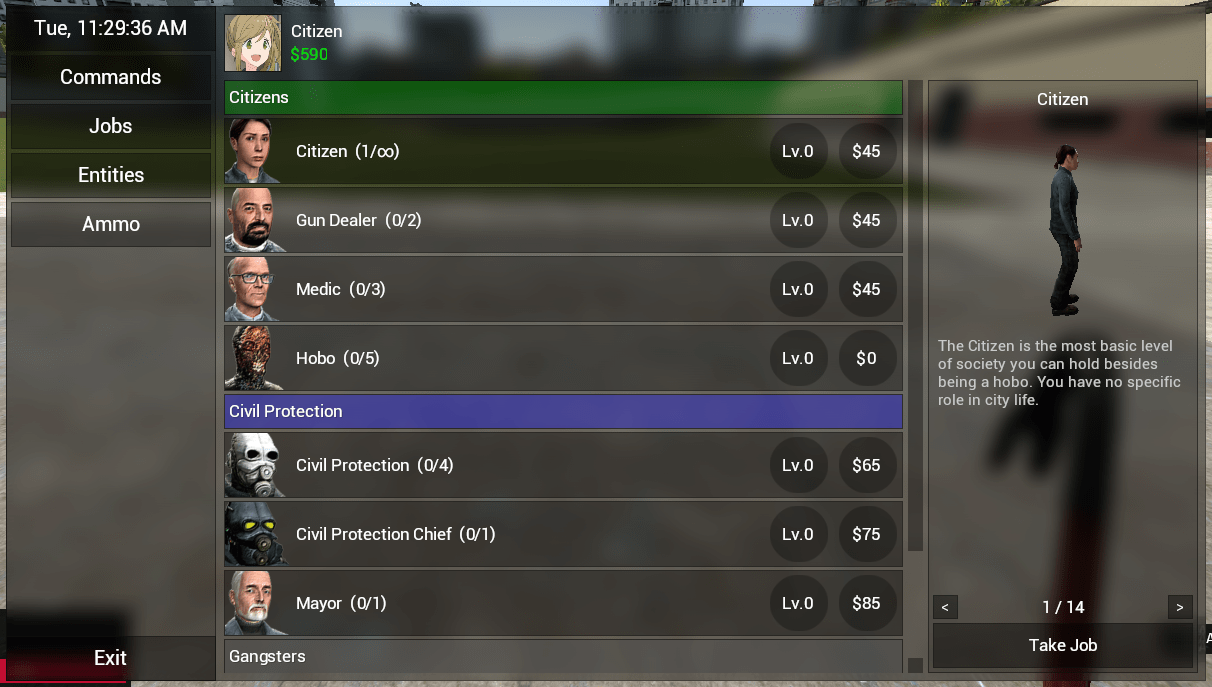 Tue, 11:29:36 AM
Commands
Jobs
Entities
Ammo
Exit
Citizen
$590
Citizens
Citizen (1/∞) Lv.0 $45
Gun Dealer (0/2) Lv.0 $45
Medic (0/3) Lv.0 $45
Hobo (0/5) Lv.0 $0
Civil Protection
Civil Protection (0/4) Lv.0 $65
Civil Protection Chief (0/1) Lv.0 $75
Mayor (0/1) Lv.0 $85
Gangsters
Citizen
The Citizen is the most basic level
of society you can hold besides
being a hobo. You have no specific
role in city life.
< 1 / 14 >
Take Job